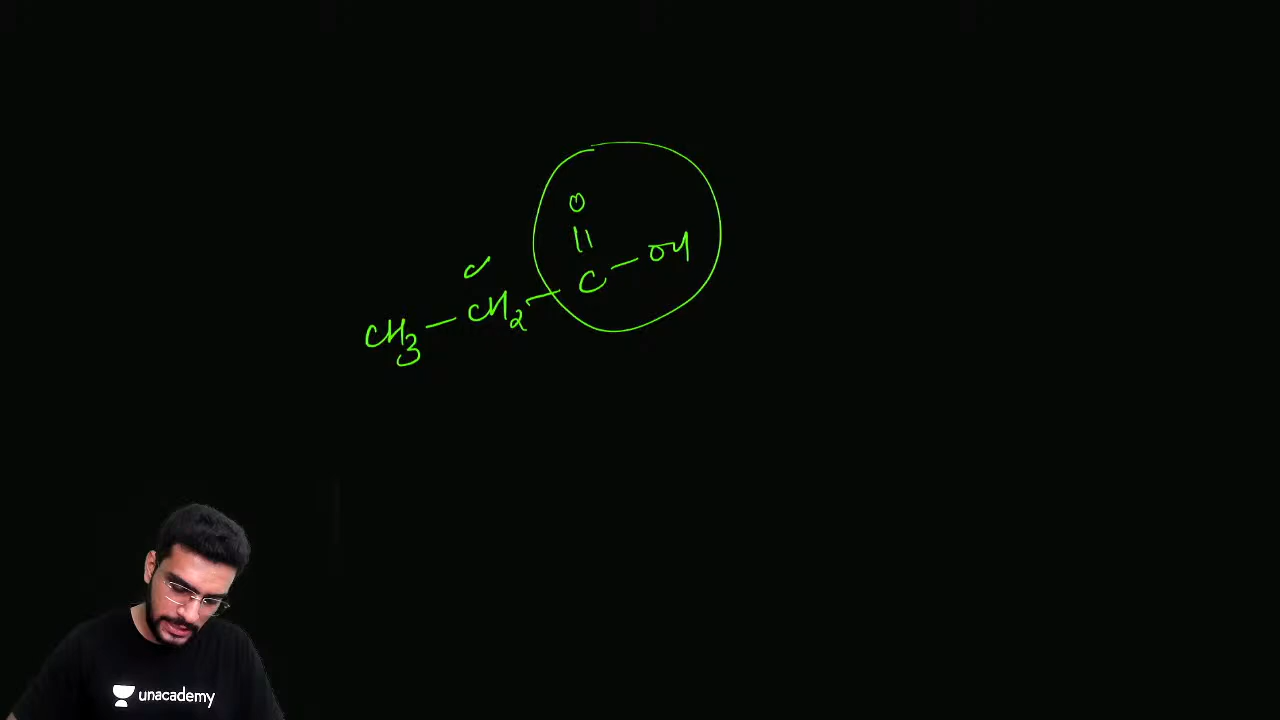 O
||
CH3 — CH2 — C — OH
unacademy